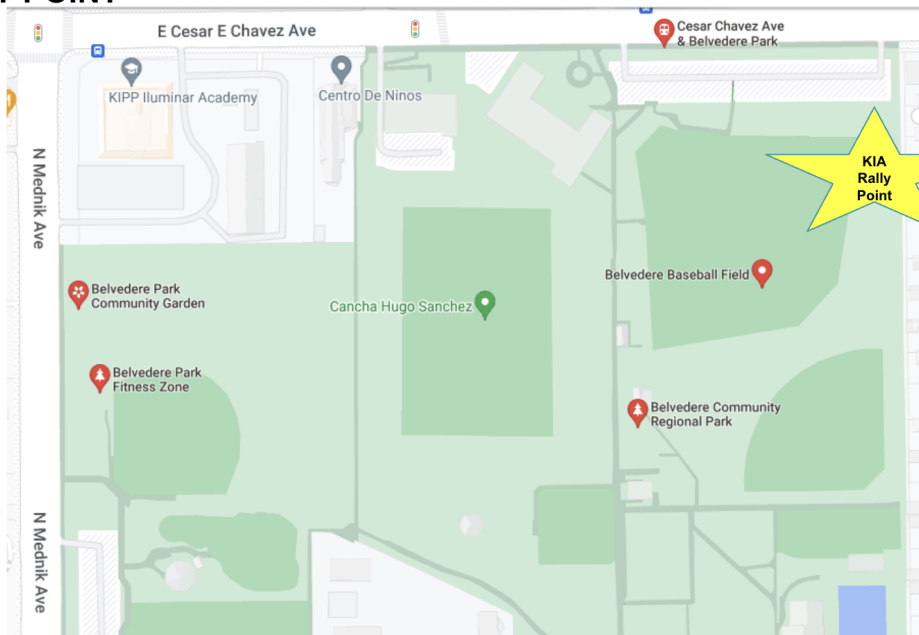 POINT
E Cesar E Chavez Ave
Cesar Chavez Ave
& Belvedere Park
KIPP Iluminar Academy
Centro De Ninos
KIA
Rally
Point
N Mednik Ave
Belvedere Baseball Field
Belvedere Park
Community Garden
Cancha Hugo Sanchez
Belvedere Park
Fitness Zone
Belvedere Community
Regional Park
N Mednik Ave